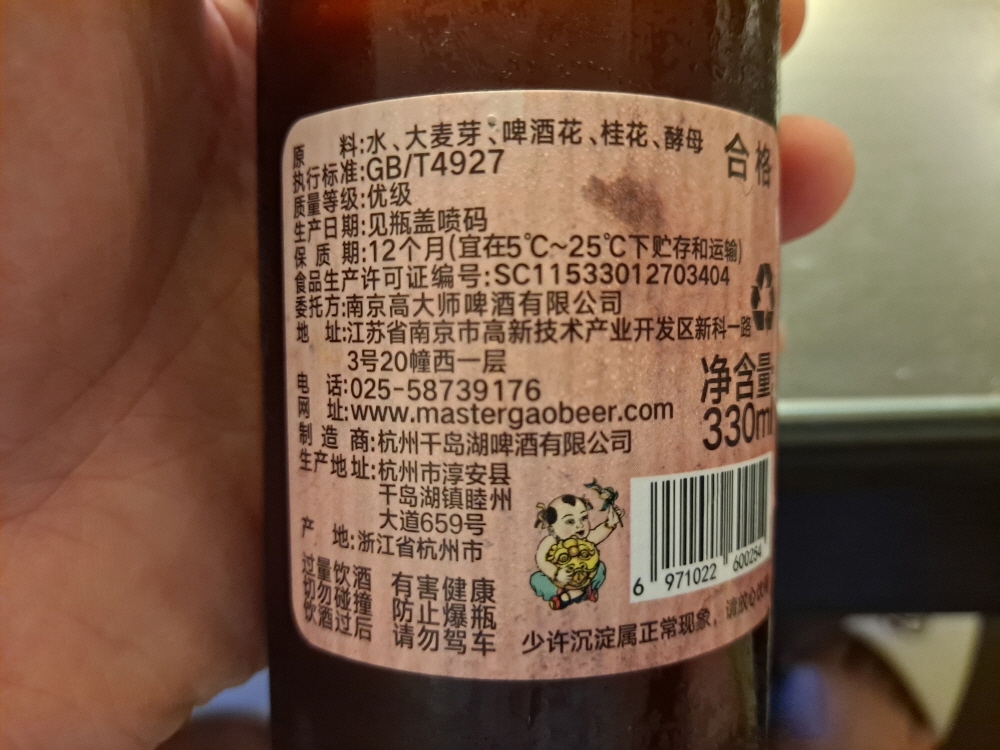 原 料:水、大麦芽、啤酒花、桂花、酵母
执行标准:GB/T4927
质量等级:优级
生产日期:见瓶盖喷码
保 质 期:12个月(宜在5℃~25℃下贮存和运输)
食品生产许可证编号:SC11533012703404
委托方:南京高大师啤酒有限公司
地 址:江苏省南京市高新技术产业开发区新科一路
3号20幢西一层
电 话:025-58739176
网 址:www.mastergaobeer.com
制 造 商:杭州千岛湖啤酒有限公司
生产地址:杭州市淳安县
千岛湖镇睦州
大道659号
产 地:浙江省杭州市
过量饮酒 有害健康
切勿碰撞 防止爆瓶
饮酒过后 请勿驾车
合格
净含量
330ml
6 971022 600254
少许沉淀属正常现象，请放心饮用